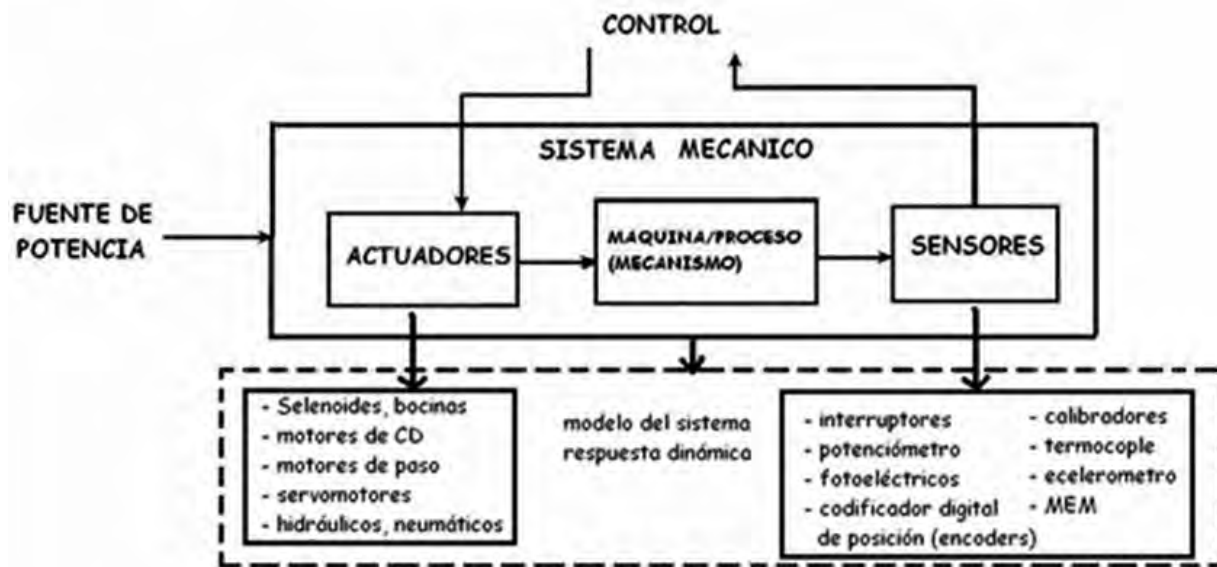 CONTROL
SISTEMA MECANICO
FUENTE DE
POTENCIA
ACTUADORES
MAQUINA/PROCESO
(MECANISMO)
SENSORES
- Selenoides, bocinas
- motores de CD
- motores de paso
- servomotores
- hidráulicos, neumáticos
modelo del sistema
respuesta dinámica
- interruptores
- potenciómetro
- fotoeléctricos
- codificador digital
de posición (encoders)
- calibradores
- termocople
- ecelerometro
- MEM